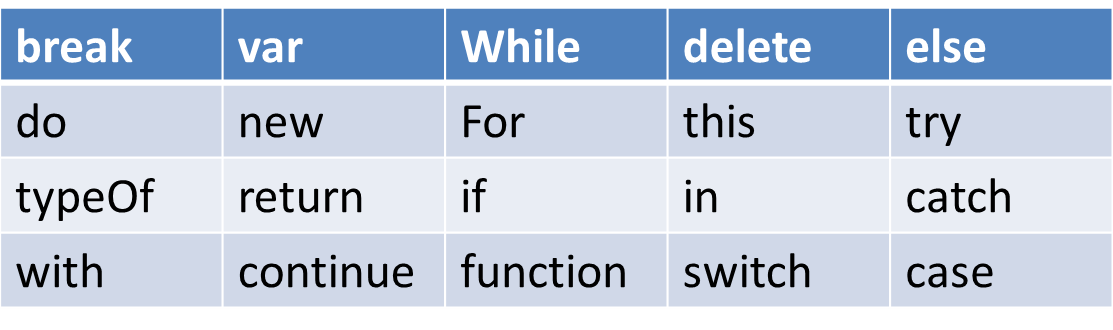 break var While delete else
do new For this try
typeOf return if in catch
with continue function switch case